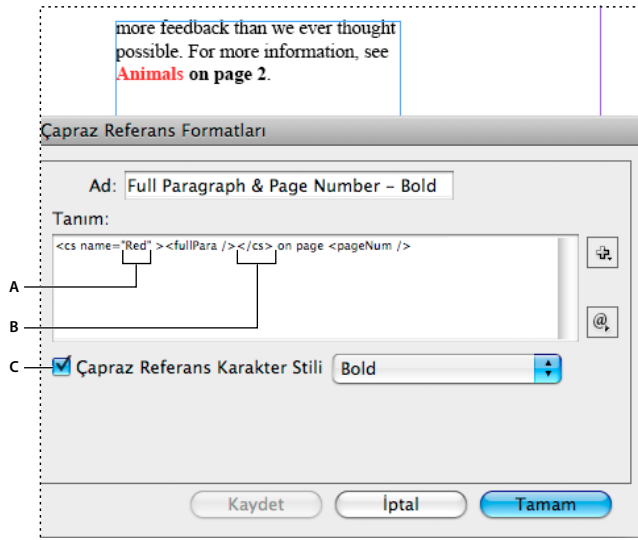 more feedback than we ever thought
possible. For more information, see
Animals on page 2.
Çapraz Referans Formatları
Ad: Full Paragraph & Page Number – Bold
Tanım:
<cs name="Red" ><fullPara /></cs> on page <pageNum />
A
B
@
C Çapraz Referans Karakter Stili Bold
Kaydet İptal Tamam